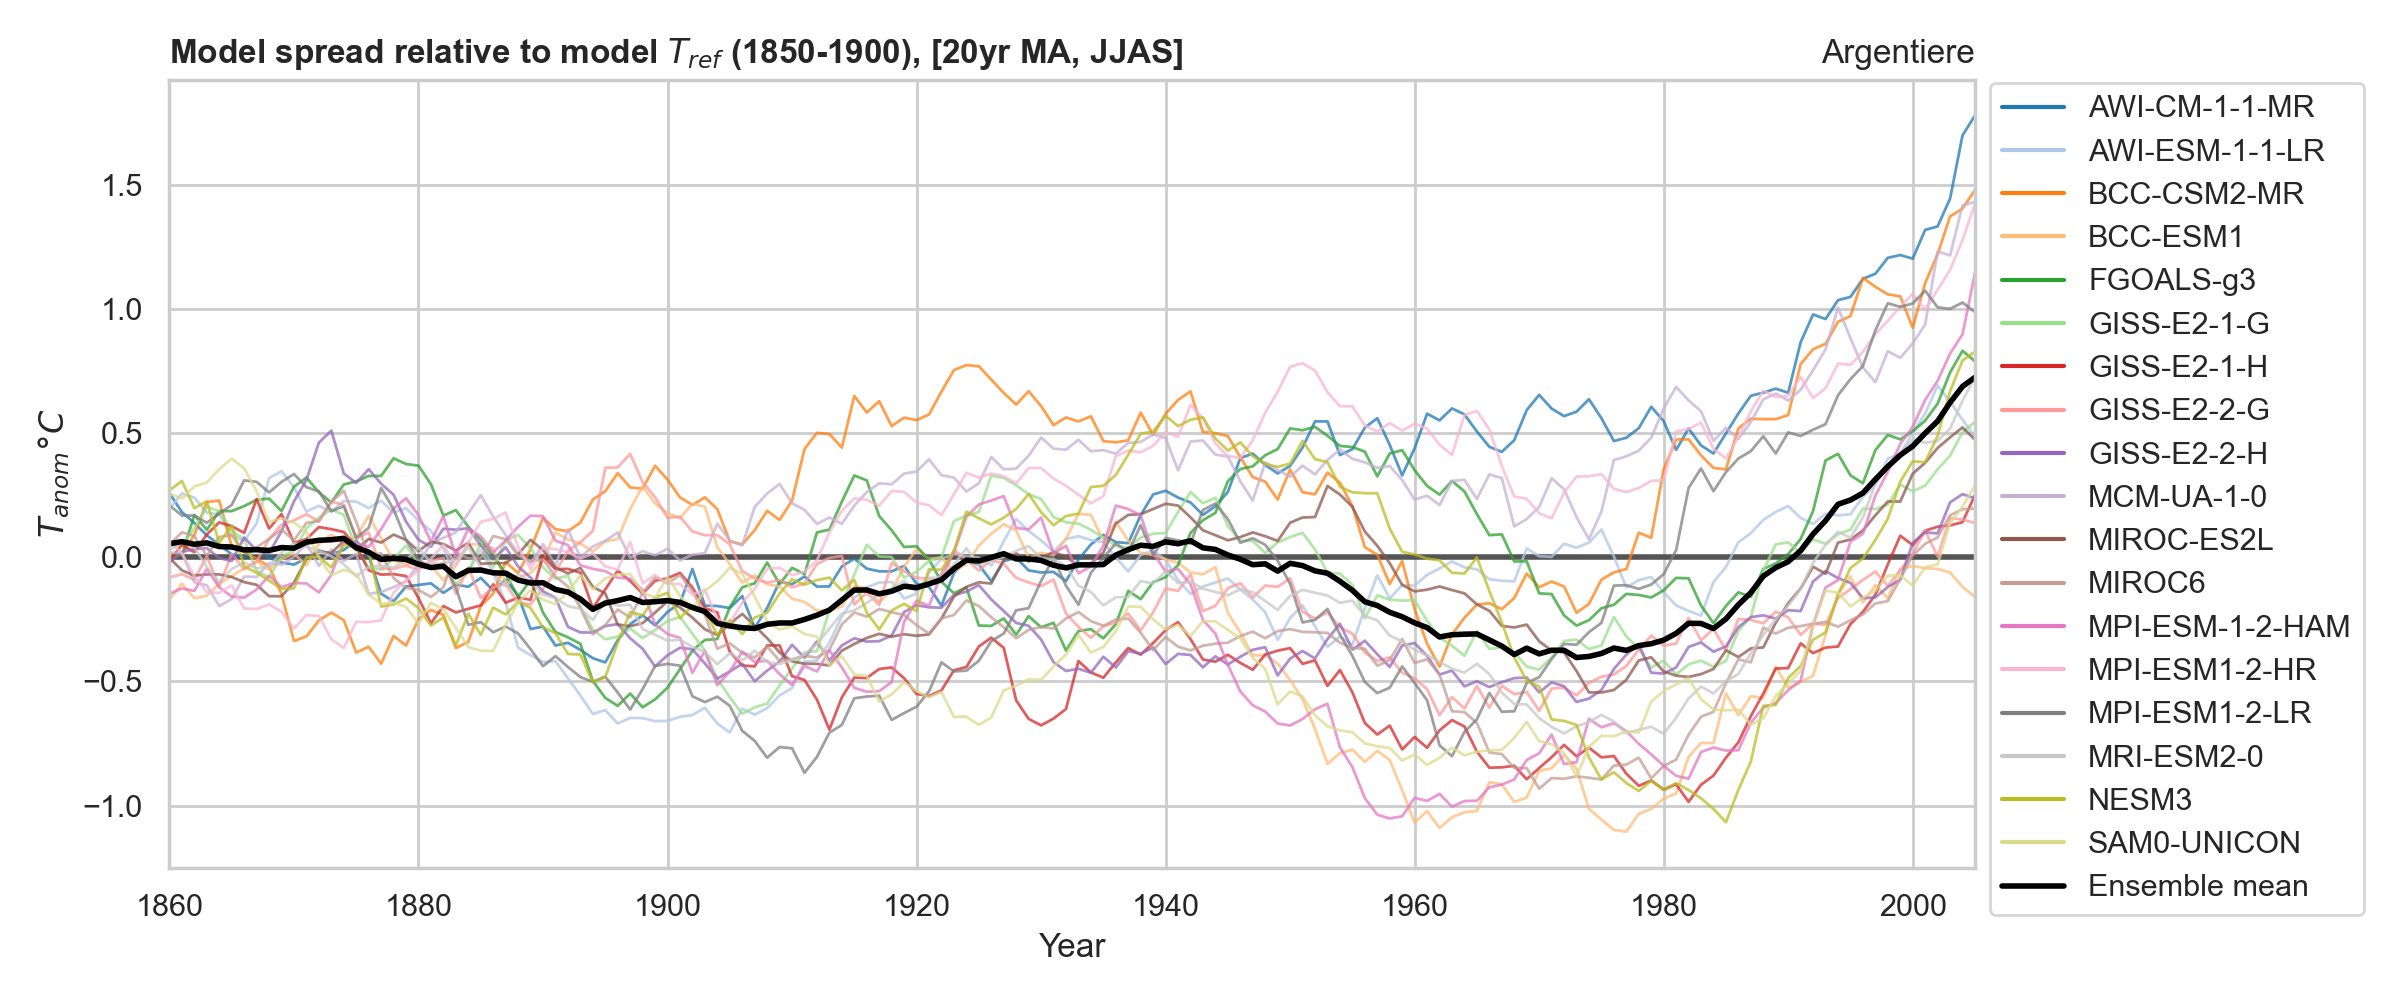 Model spread relative to model T_ref (1850-1900), [20yr MA, JJAS]
Argentiere
T_anom °C
1.5
1.0
0.5
0.0
−0.5
−1.0
1860 1880 1900 1920 1940 1960 1980 2000
Year
AWI-CM-1-1-MR
AWI-ESM-1-1-LR
BCC-CSM2-MR
BCC-ESM1
FGOALS-g3
GISS-E2-1-G
GISS-E2-1-H
GISS-E2-2-G
GISS-E2-2-H
MCM-UA-1-0
MIROC-ES2L
MIROC6
MPI-ESM-1-2-HAM
MPI-ESM1-2-HR
MPI-ESM1-2-LR
MRI-ESM2-0
NESM3
SAM0-UNICON
Ensemble mean